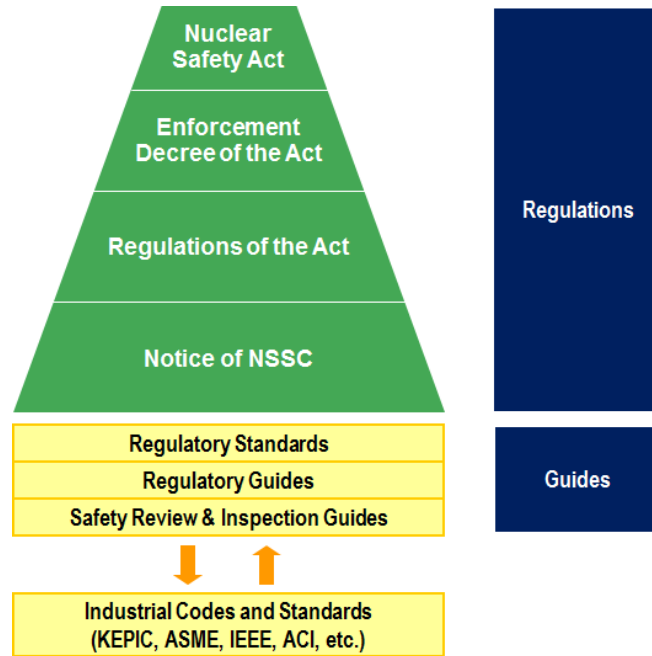 Nuclear
Safety Act
Enforcement
Decree of the Act
Regulations of the Act
Notice of NSSC
Regulations
Regulatory Standards
Regulatory Guides
Safety Review & Inspection Guides
Guides
Industrial Codes and Standards
(KEPIC, ASME, IEEE, ACI, etc.)